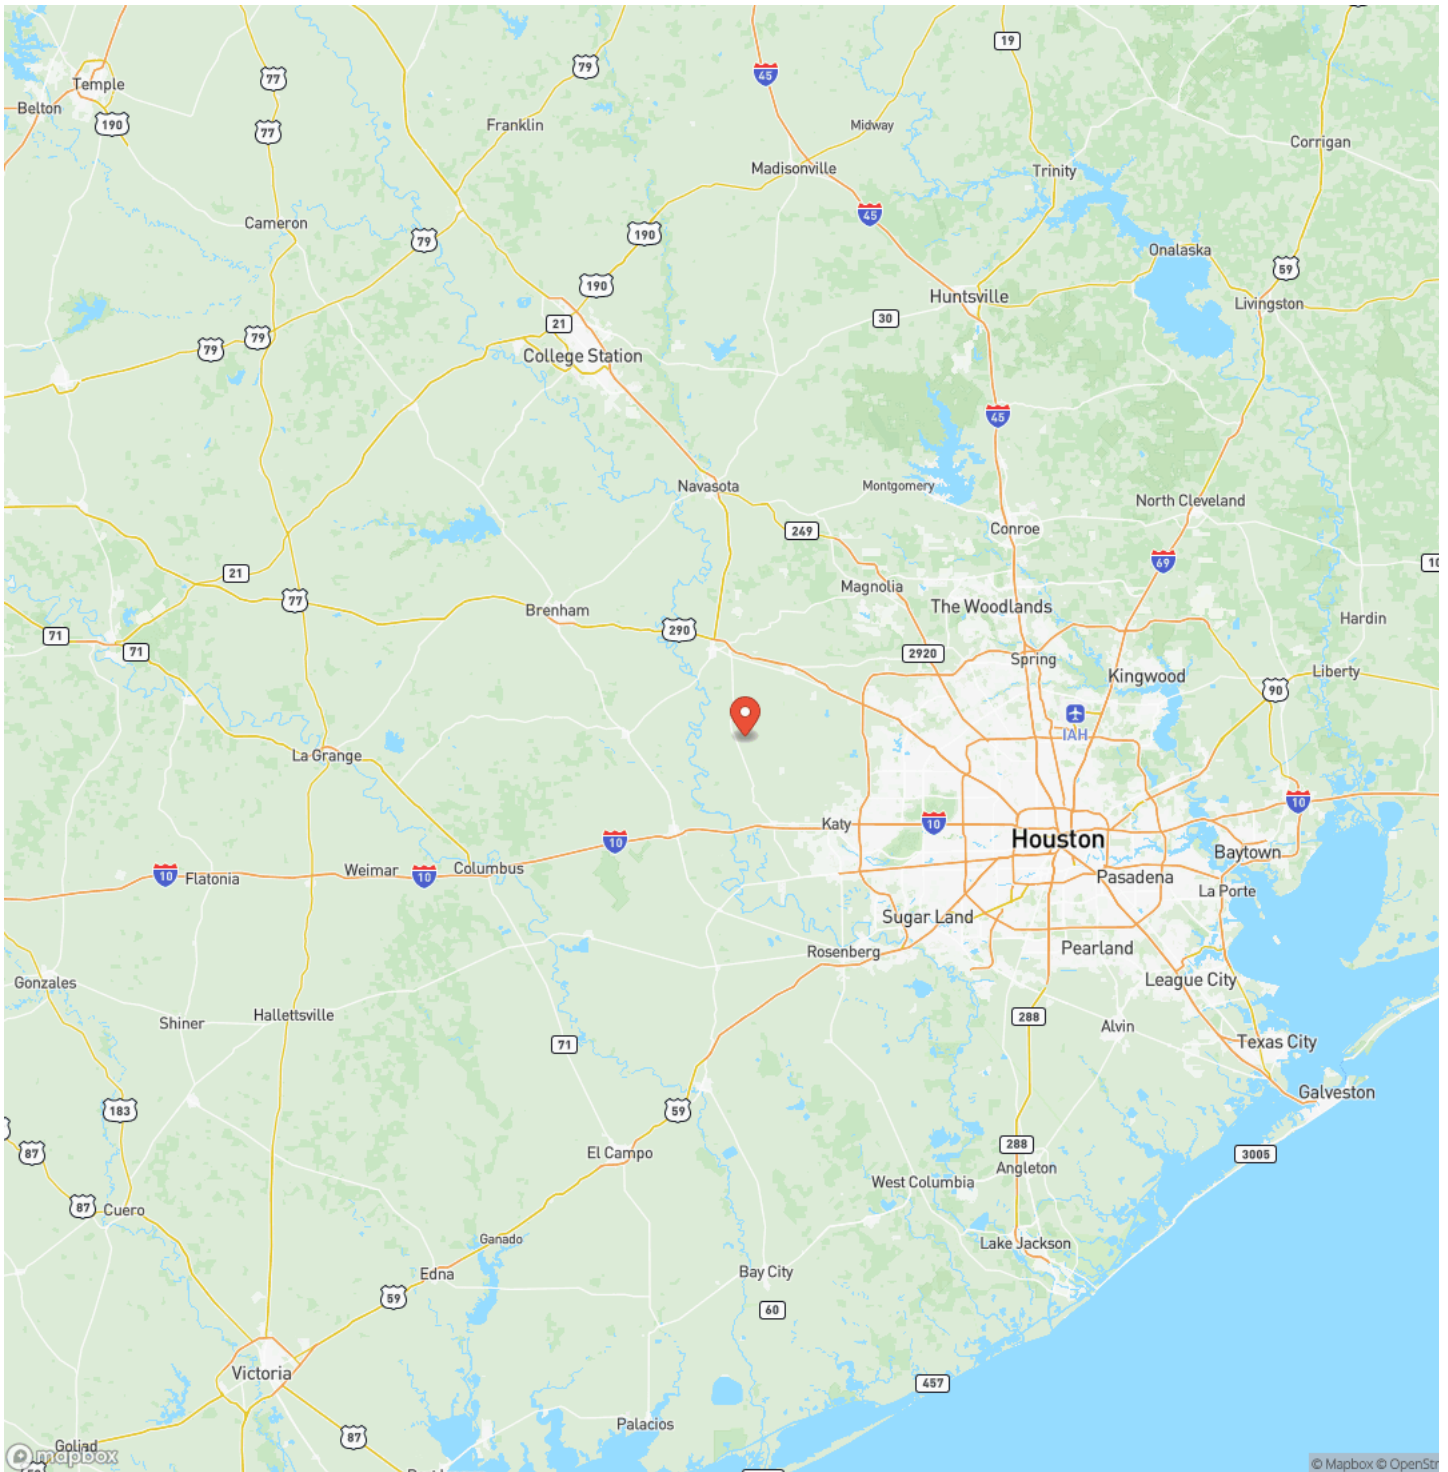 19
79
77
45
Temple
Belton
190
Franklin
Midway
77
Corrigan
Madisonville
Trinity
45
Cameron
190
79
Onalaska
59
190
Huntsville
Livingston
30
21
79
79
College Station
45
Navasota
Montgomery
North Cleveland
249
Conroe
69
10
21
Magnolia
77
The Woodlands
Brenham
Hardin
290
71
71
2920
Spring
Liberty
Kingwood
90
IAH
La Grange
10
Katy
10
Houston
10
Baytown
Weimar
Columbus
10
10
Flatonia
Pasadena
La Porte
Sugar Land
Pearland
Rosenberg
League City
Gonzales
Hallettsville
288
Shiner
Alvin
71
Texas City
Galveston
183
59
288
87
El Campo
3005
Angleton
West Columbia
87
Cuero
Ganado
Lake Jackson
Edna
Bay City
59
60
Victoria
457
Palacios
87
Goliad
mapbox
© Mapbox © OpenStr